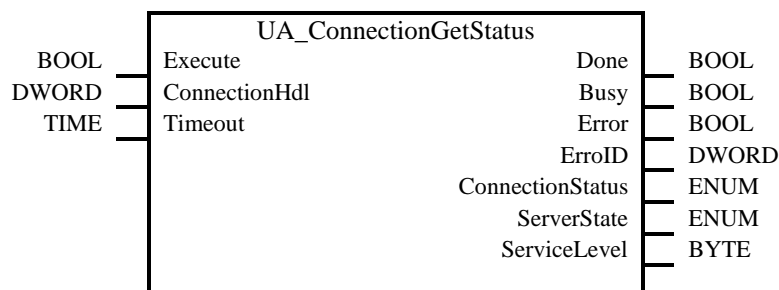 UA_ConnectionGetStatus
BOOL Execute Done BOOL
DWORD ConnectionHdl Busy BOOL
TIME Timeout Error BOOL
ErroID DWORD
ConnectionStatus ENUM
ServerState ENUM
ServiceLevel BYTE